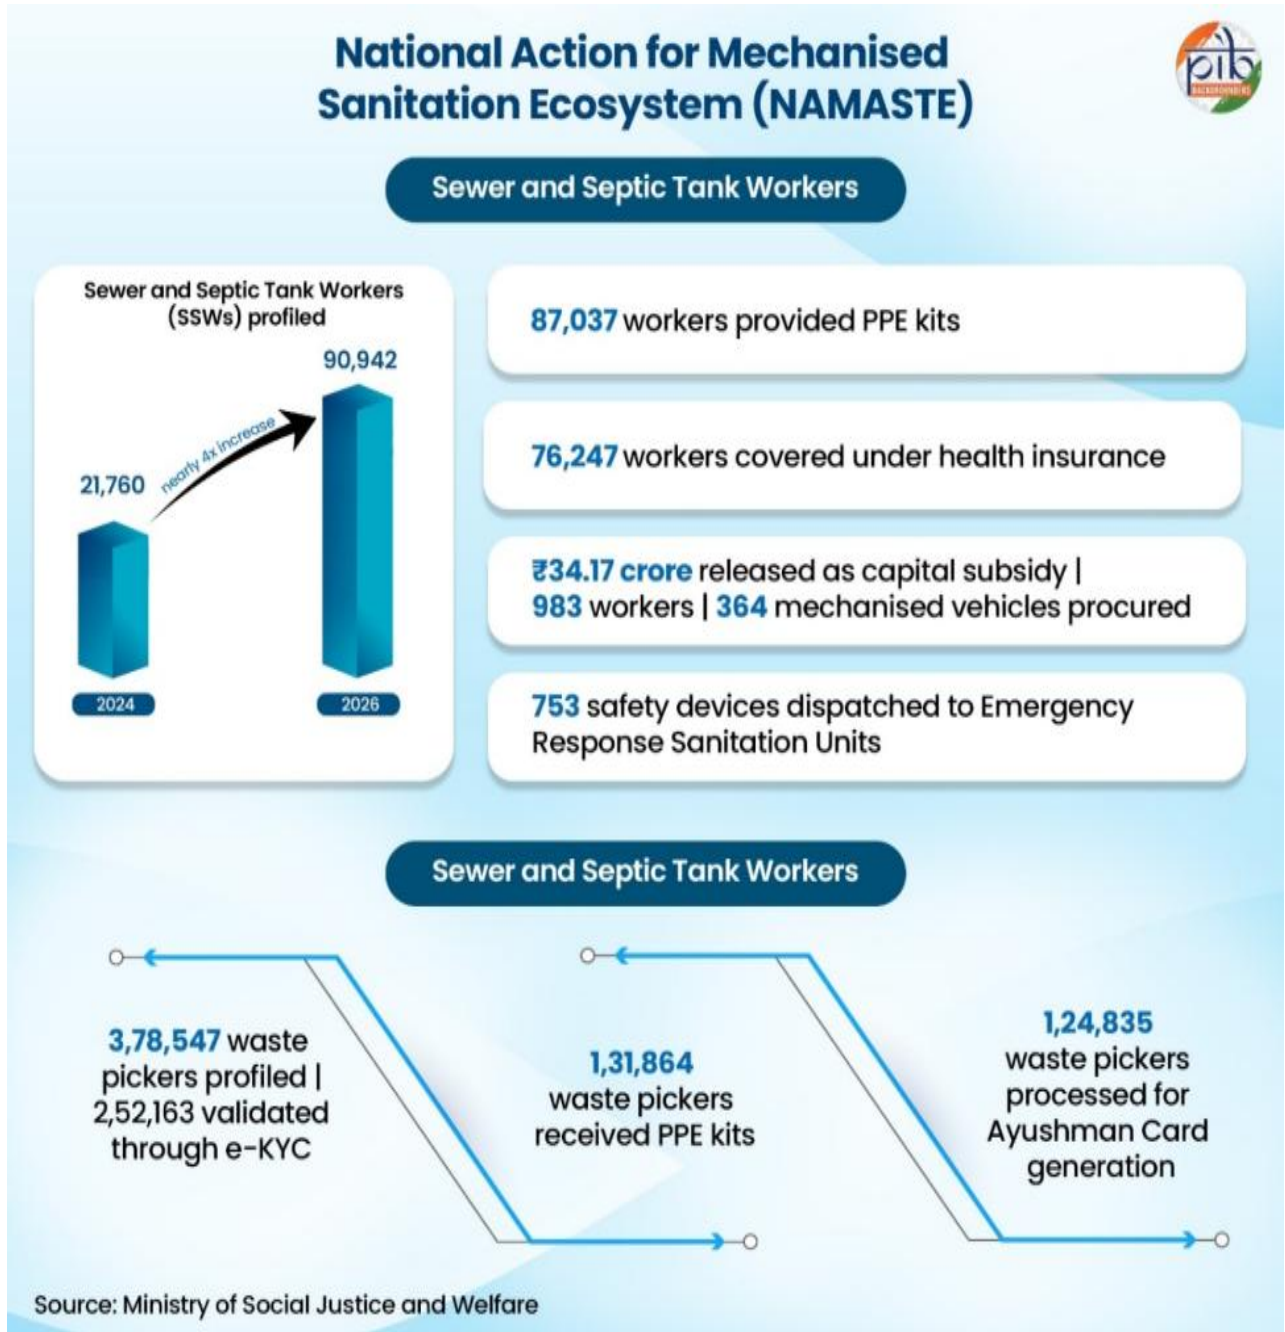 National Action for Mechanised
Sanitation Ecosystem (NAMASTE)
pib
BACKGROUNDERS
Sewer and Septic Tank Workers
Sewer and Septic Tank Workers
(SSWs) profiled
90,942
nearly 4x increase
21,760
2024
2026
87,037 workers provided PPE kits
76,247 workers covered under health insurance
₹34.17 crore released as capital subsidy |
983 workers | 364 mechanised vehicles procured
753 safety devices dispatched to Emergency
Response Sanitation Units
Sewer and Septic Tank Workers
3,78,547 waste
pickers profiled |
2,52,163 validated
through e-KYC
1,31,864
waste pickers
received PPE kits
1,24,835
waste pickers
processed for
Ayushman Card
generation
Source: Ministry of Social Justice and Welfare